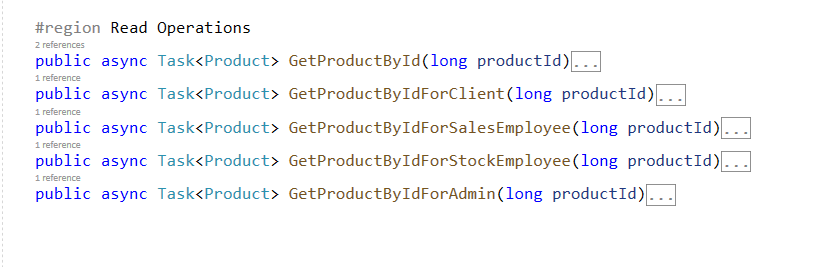 #region Read Operations
2 references
public async Task<Product> GetProductById(long productId)...
1 reference
public async Task<Product> GetProductByIdForClient(long productId)...
1 reference
public async Task<Product> GetProductByIdForSalesEmployee(long productId)...
1 reference
public async Task<Product> GetProductByIdForStockEmployee(long productId)...
1 reference
public async Task<Product> GetProductByIdForAdmin(long productId)...